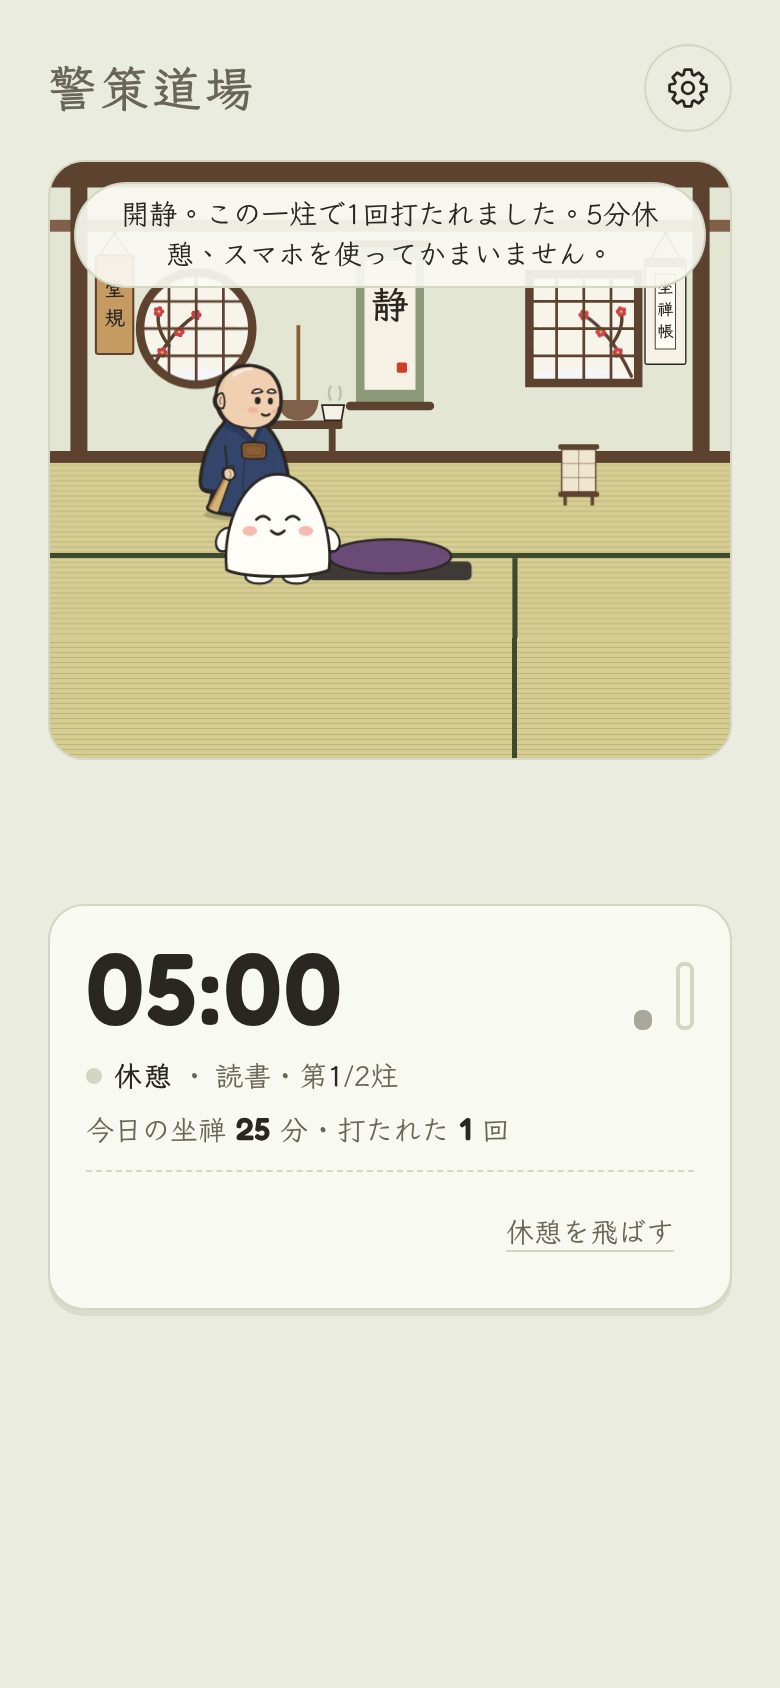 警策道場
開静。この一炷で1回打たれました。5分休
憩、スマホを使ってかまいません。
規
静
坐禅帳
05:00
休憩 ・ 読書・第1/2炷
今日の坐禅 25 分・打たれた 1 回
休憩を飛ばす